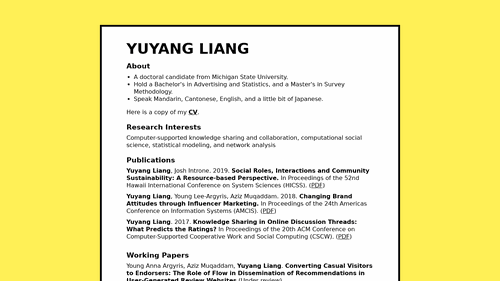 YUYANG LIANG
About
• A doctoral candidate from Michigan State University.
• Hold a Bachelor's in Advertising and Statistics, and a Master's in Survey
Methodology.
• Speak Mandarin, Cantonese, English, and a little bit of Japanese.
Here is a copy of my CV.
Research Interests
Computer-supported knowledge sharing and collaboration, computational social
science, statistical modeling, and network analysis
Publications
Yuyang Liang, Josh Introne. 2019. Social Roles, Interactions and Community
Sustainability: A Resource-based Perspective. In Proceedings of the 52nd
Hawaii International Conference on System Sciences (HICSS). (PDF)
Yuyang Liang, Young Lee-Argyris, Aziz Muqaddam. 2018. Changing Brand
Attitudes through Influencer Marketing. In Proceedings of the 24th Americas
Conference on Information Systems (AMCIS). (PDF)
Yuyang Liang. 2017. Knowledge Sharing in Online Discussion Threads:
What Predicts the Ratings? In Proceedings of the 20th ACM Conference on
Computer-Supported Cooperative Work and Social Computing (CSCW). (PDF)
Working Papers
Young Anna Argyris, Aziz Muqaddam, Yuyang Liang. Converting Casual Visitors
to Endorsers: The Role of Flow in Dissemination of Recommendations in
User-Generated Review Websites (Under review)